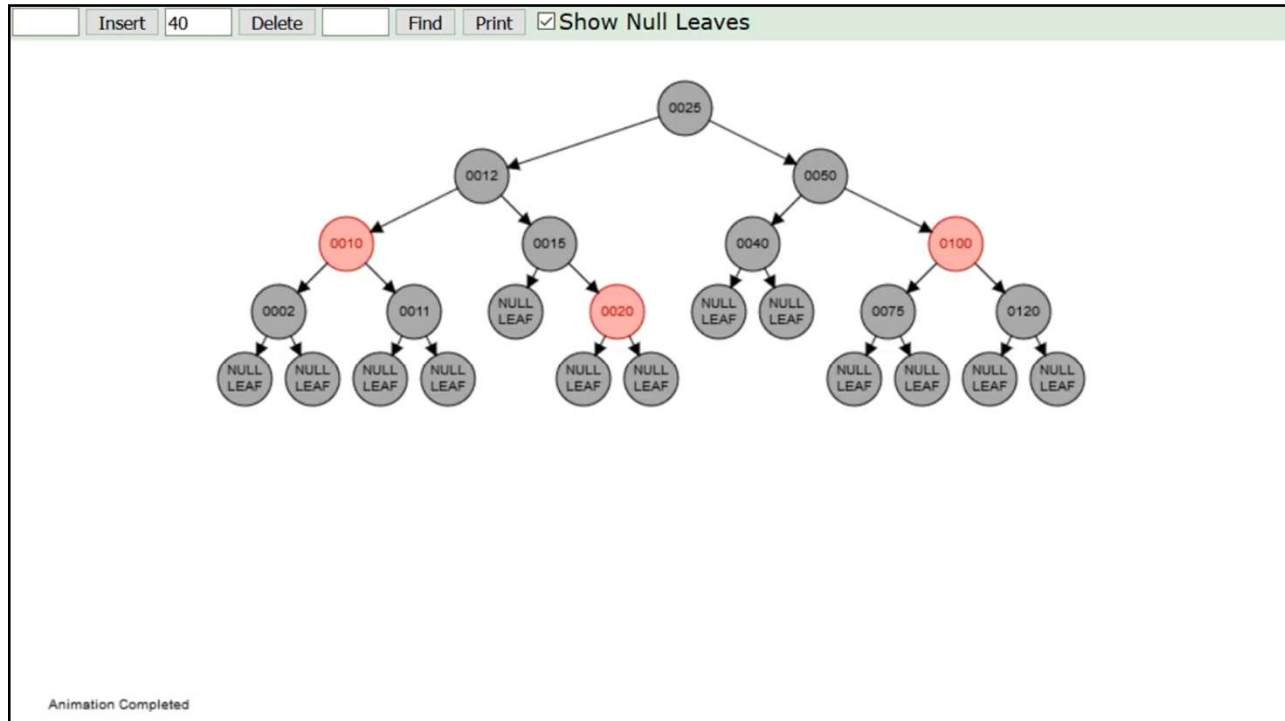 Insert 40 Delete Find Print Show Null Leaves
0025
0012 0050
0010 0015 0040 0100
0002 0011 NULL LEAF 0020 NULL LEAF NULL LEAF 0075 0120
NULL LEAF NULL LEAF NULL LEAF NULL LEAF NULL LEAF NULL LEAF NULL LEAF NULL LEAF NULL LEAF NULL LEAF
Animation Completed